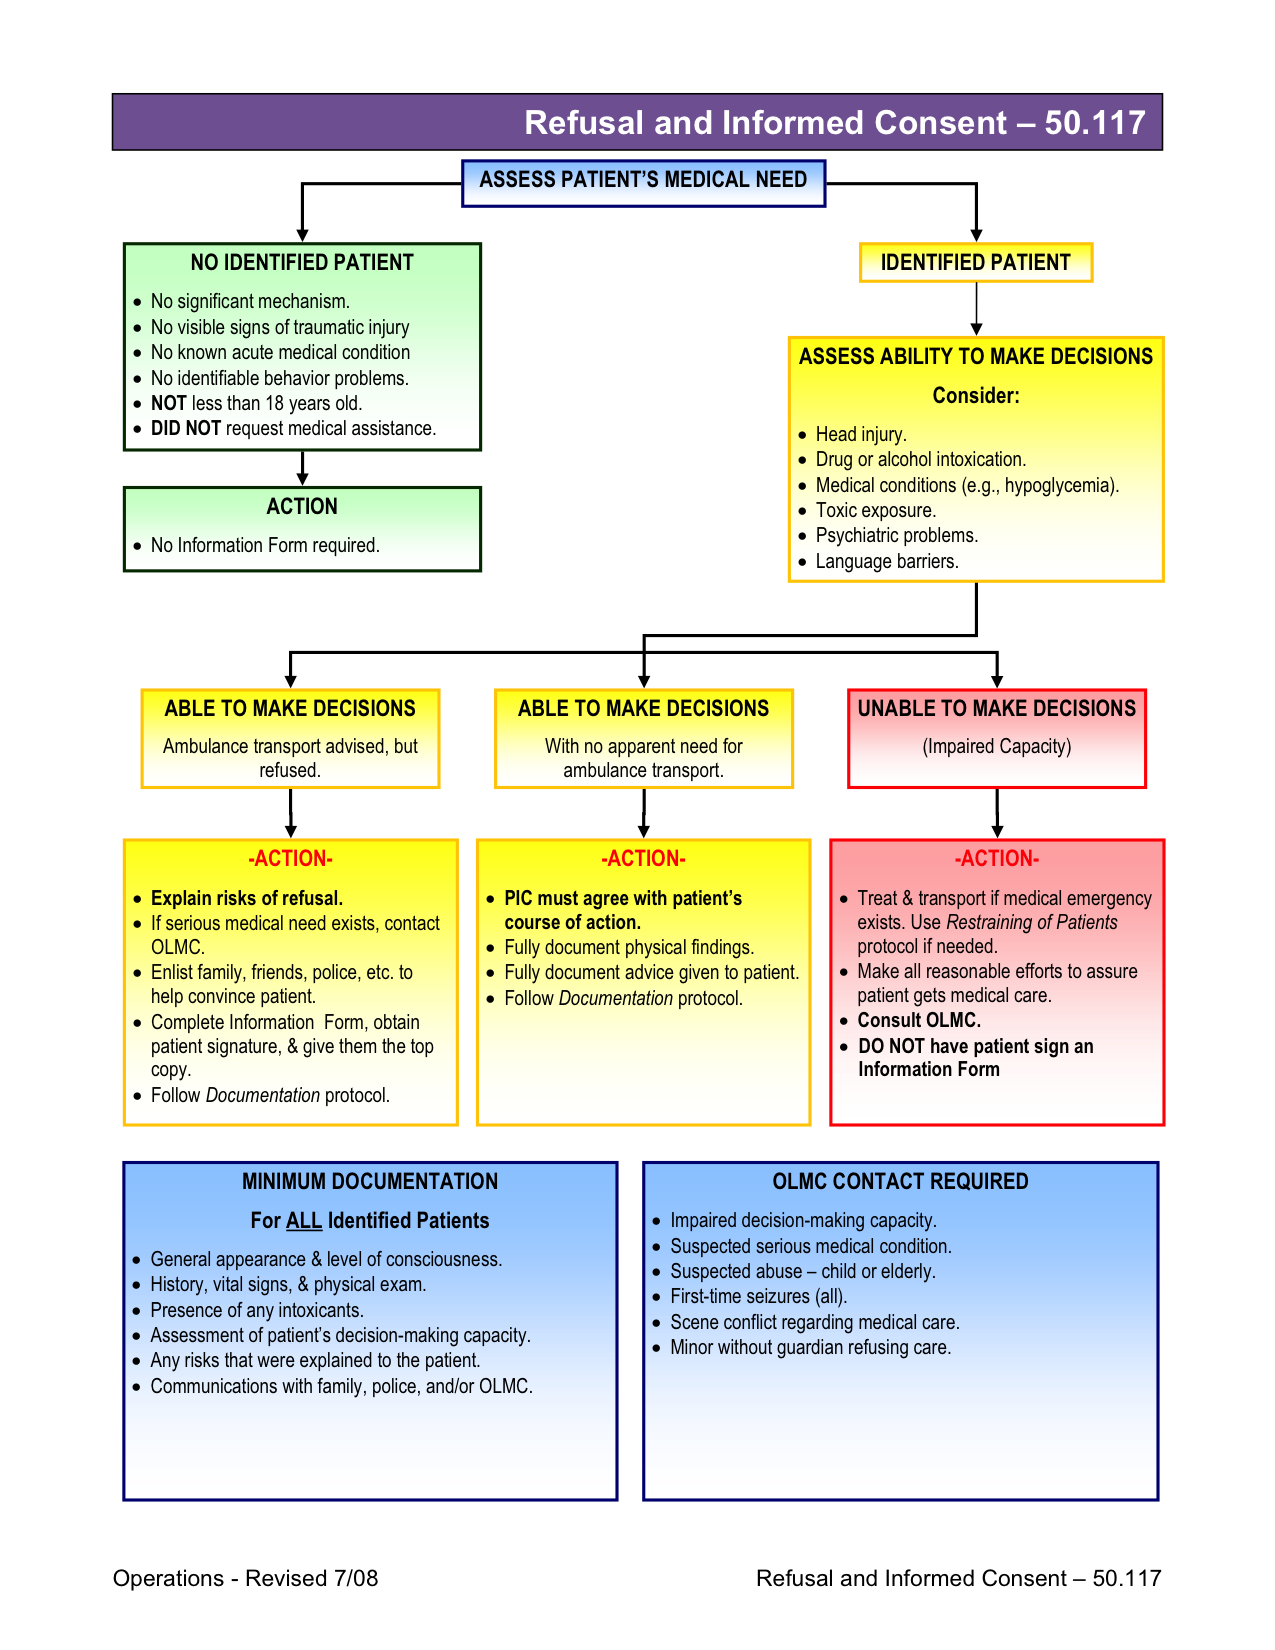 Refusal and Informed Consent – 50.117
ASSESS PATIENT’S MEDICAL NEED
NO IDENTIFIED PATIENT
• No significant mechanism.
• No visible signs of traumatic injury
• No known acute medical condition
• No identifiable behavior problems.
• NOT less than 18 years old.
• DID NOT request medical assistance.
ACTION
• No Information Form required.
IDENTIFIED PATIENT
ASSESS ABILITY TO MAKE DECISIONS
Consider:
• Head injury.
• Drug or alcohol intoxication.
• Medical conditions (e.g., hypoglycemia).
• Toxic exposure.
• Psychiatric problems.
• Language barriers.
ABLE TO MAKE DECISIONS
Ambulance transport advised, but
refused.
ABLE TO MAKE DECISIONS
With no apparent need for
ambulance transport.
UNABLE TO MAKE DECISIONS
(Impaired Capacity)
-ACTION-
• Explain risks of refusal.
• If serious medical need exists, contact
OLMC.
• Enlist family, friends, police, etc. to
help convince patient.
• Complete Information  Form, obtain
patient signature, & give them the top
copy.
• Follow Documentation protocol.
-ACTION-
• PIC must agree with patient’s
course of action.
• Fully document physical findings.
• Fully document advice given to patient.
• Follow Documentation protocol.
-ACTION-
• Treat & transport if medical emergency
exists. Use Restraining of Patients
protocol if needed.
• Make all reasonable efforts to assure
patient gets medical care.
• Consult OLMC.
• DO NOT have patient sign an
Information Form
MINIMUM DOCUMENTATION
For ALL Identified Patients
• General appearance & level of consciousness.
• History, vital signs, & physical exam.
• Presence of any intoxicants.
• Assessment of patient’s decision-making capacity.
• Any risks that were explained to the patient.
• Communications with family, police, and/or OLMC.
OLMC CONTACT REQUIRED
• Impaired decision-making capacity.
• Suspected serious medical condition.
• Suspected abuse – child or elderly.
• First-time seizures (all).
• Scene conflict regarding medical care.
• Minor without guardian refusing care.
Operations - Revised 7/08
Refusal and Informed Consent – 50.117